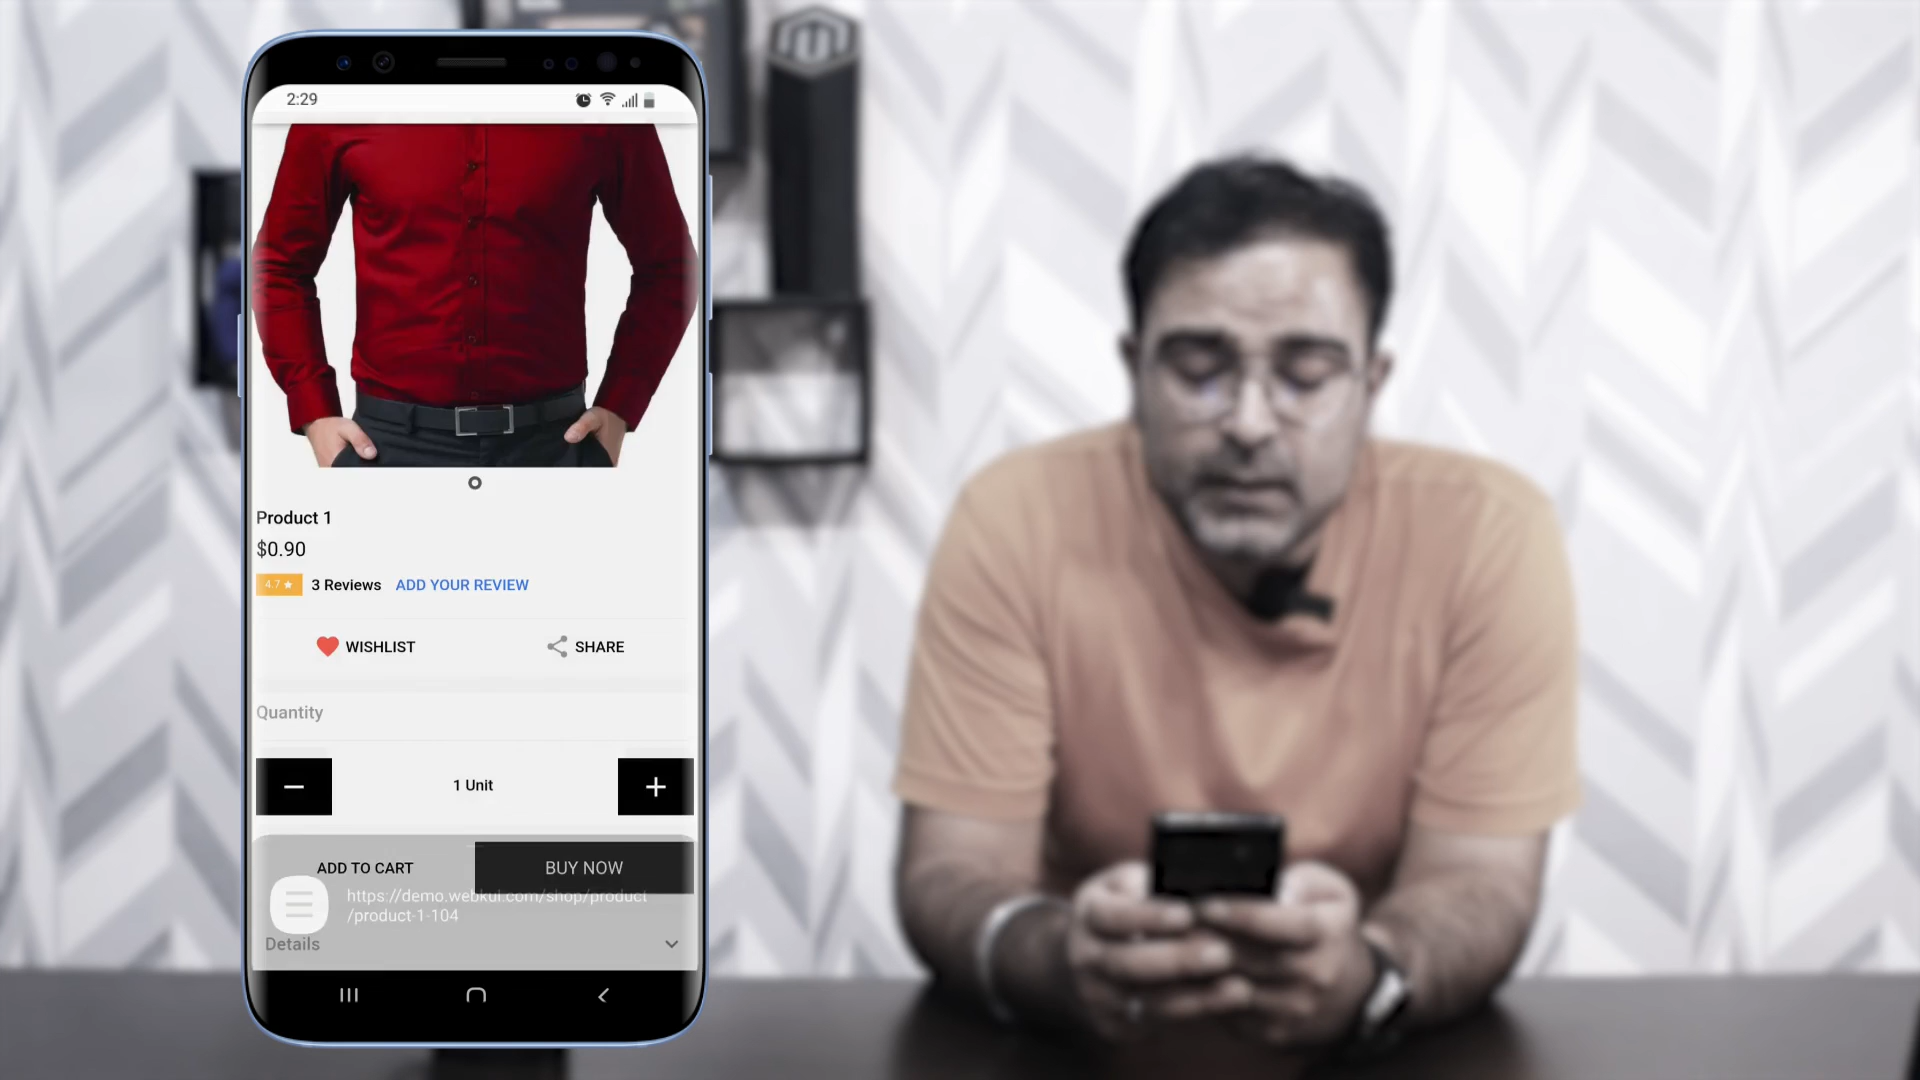 2:29
Product 1
$0.90
4.7 ★ 3 Reviews ADD YOUR REVIEW
WISHLIST SHARE
Quantity
1 Unit
ADD TO CART BUY NOW
https://demo.webkul.com/shop/product
/product-1-104
Details